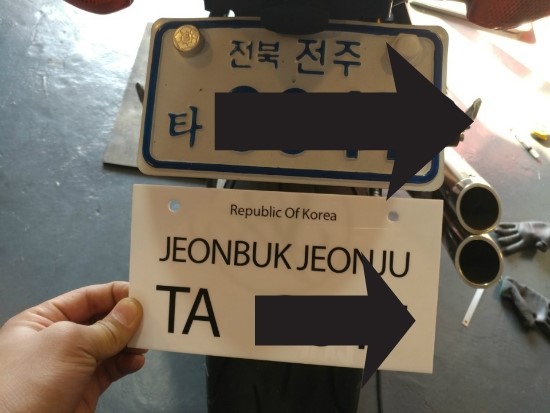 전북 전주
타
Republic Of Korea
JEONBUK JEONJU
TA